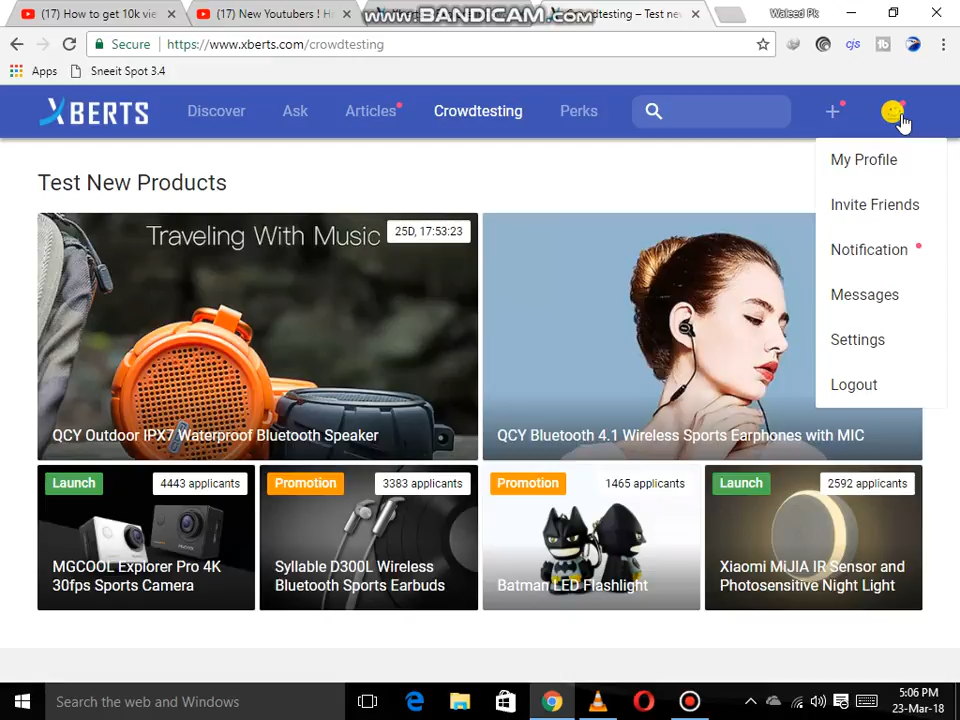 (17) How to get 10k vie
(17) New Youtubers ! H
www.BANDICAM.com
Crowdtesting – Test ne
Waleed Pk
Secure
https://www.xberts.com/crowdtesting
cjs
Apps
Sneeit Spot 3.4
XBERTS
Discover
Ask
Articles
Crowdtesting
Perks
My Profile
Invite Friends
Notification
Messages
Settings
Logout
Test New Products
Traveling With Music
25D, 17:53:23
QCY Outdoor IPX7 Waterproof Bluetooth Speaker
QCY Bluetooth 4.1 Wireless Sports Earphones with MIC
Launch
4443 applicants
MGCOOL Explorer Pro 4K
30fps Sports Camera
Promotion
3383 applicants
Syllable D300L Wireless
Bluetooth Sports Earbuds
Promotion
1465 applicants
Batman LED Flashlight
Launch
2592 applicants
Xiaomi MiJIA IR Sensor and
Photosensitive Night Light
Search the web and Windows
5:06 PM
23-Mar-18